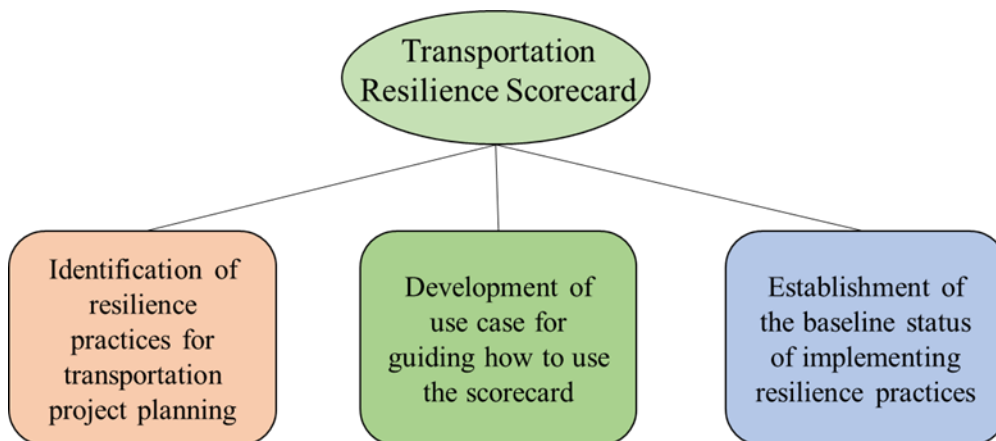 Transportation
Resilience Scorecard
Identification of
resilience
practices for
transportation
project planning
Development of
use case for
guiding how to use
the scorecard
Establishment of
the baseline status
of implementing
resilience practices